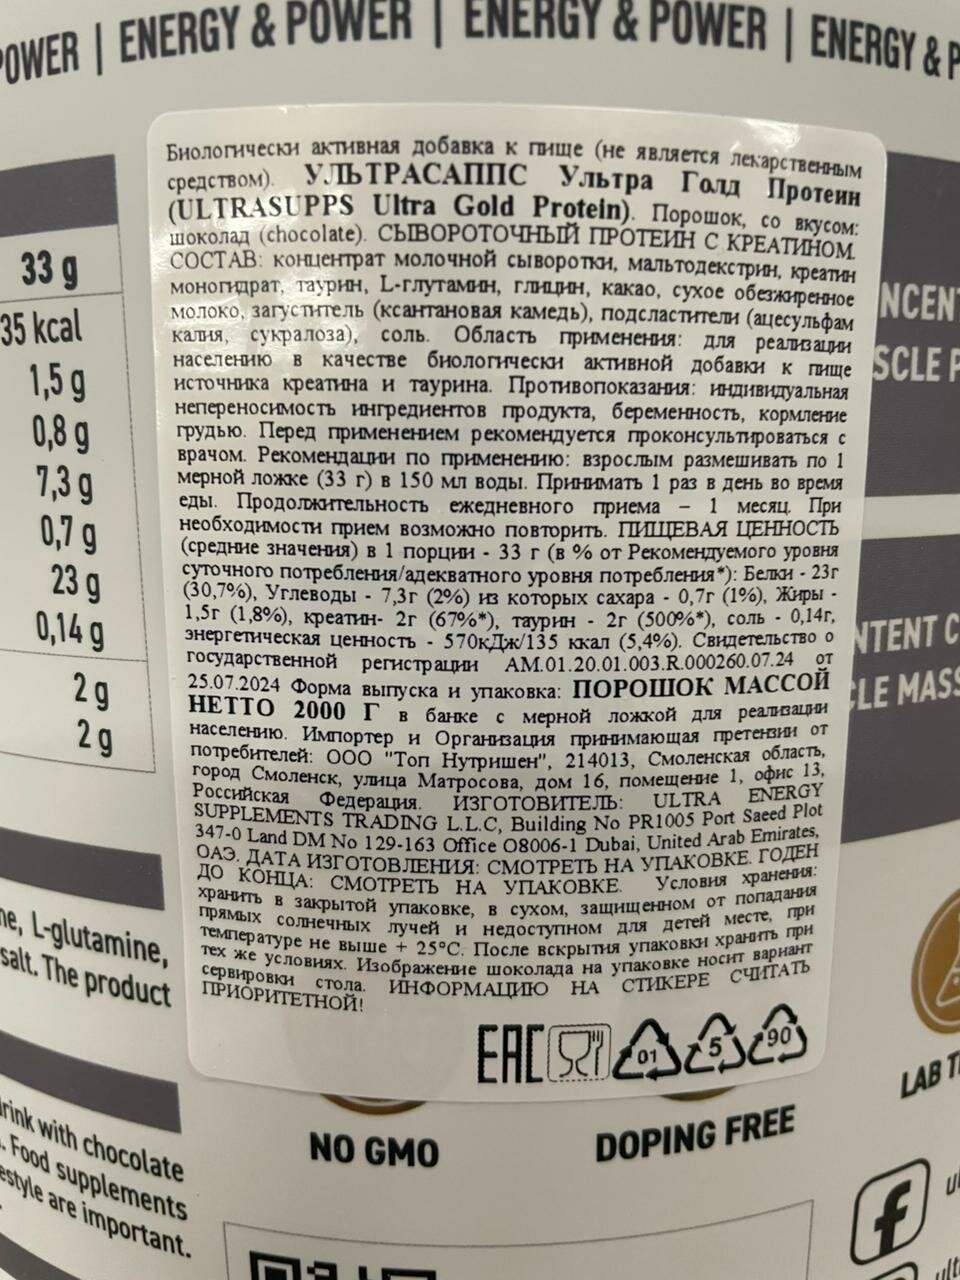 POWER | ENERGY & POWER | ENERGY & POWER | ENERGY & P
33 g
35 kcal
1,5 g
0,8 g
7,3 g
0,7 g
23 g
0,14 g
2 g
2 g
Биологически активная добавка к пище (не является лекарственным
средством). УЛЬТРАСАППС Ультра Голд Протеин
(ULTRASUPPS Ultra Gold Protein). Порошок, со вкусом:
шоколад (chocolate). СЫВОРОТОЧНЫЙ ПРОТЕИН С КРЕАТИНОМ.
СОСТАВ: концентрат молочной сыворотки, мальтодекстрин, креатин
моногидрат, таурин, L-глутамин, глицин, какао, сухое обезжиренное
молоко, загуститель (ксантановая камедь), подсластители (ацесульфам
калия, сукралоза), соль. Область применения: для реализации
населению в качестве биологически активной добавки к пище
источника креатина и таурина. Противопоказания: индивидуальная
непереносимость ингредиентов продукта, беременность, кормление
грудью. Перед применением рекомендуется проконсультироваться с
врачом. Рекомендации по применению: взрослым размешивать по 1
мерной ложке (33 г) в 150 мл воды. Принимать 1 раз в день во время
еды. Продолжительность ежедневного приема – 1 месяц. При
необходимости прием возможно повторить. ПИЩЕВАЯ ЦЕННОСТЬ
(средние значения) в 1 порции - 33 г (в % от Рекомендуемого уровня
суточного потребления/адекватного уровня потребления*): Белки - 23г
(30,7%), Углеводы - 7,3г (2%) из которых сахара - 0,7г (1%), Жиры -
1,5г (1,8%), креатин- 2г (67%*), таурин - 2г (500%*), соль - 0,14г,
энергетическая ценность - 570кДж/135 ккал (5,4%). Свидетельство о
государственной регистрации AM.01.20.01.003.R.000260.07.24 от
25.07.2024 Форма выпуска и упаковка: ПОРОШОК МАССОЙ
НЕТТО 2000 Г в банке с мерной ложкой для реализации
населению. Импортер и Организация принимающая претензии от
потребителей: ООО "Топ Нутришен", 214013, Смоленская область,
город Смоленск, улица Матросова, дом 16, помещение 1, офис 13,
Российская Федерация. ИЗГОТОВИТЕЛЬ: ULTRA ENERGY
SUPPLEMENTS TRADING L.L.C, Building No PR1005 Port Saeed Plot
347-0 Land DM No 129-163 Office O8006-1 Dubai, United Arab Emirates,
ОАЭ. ДАТА ИЗГОТОВЛЕНИЯ: СМОТРЕТЬ НА УПАКОВКЕ. ГОДЕН
ДО КОНЦА: СМОТРЕТЬ НА УПАКОВКЕ. Условия хранения:
хранить в закрытой упаковке, в сухом, защищенном от попадания
прямых солнечных лучей и недоступном для детей месте, при
температуре не выше + 25°С. После вскрытия упаковки хранить при
тех же условиях. Изображение шоколада на упаковке носит вариант
сервировки стола. ИНФОРМАЦИЮ НА СТИКЕРЕ СЧИТАТЬ
ПРИОРИТЕТНОЙ!
EAC 01 5 90
NCENT
SCLE P
NTENT C
CLE MASS
ne, L-glutamine,
salt. The product
drink with chocolate
. Food supplements
estyle are important.
NO GMO
DOPING FREE
LAB T
f
ul
ult